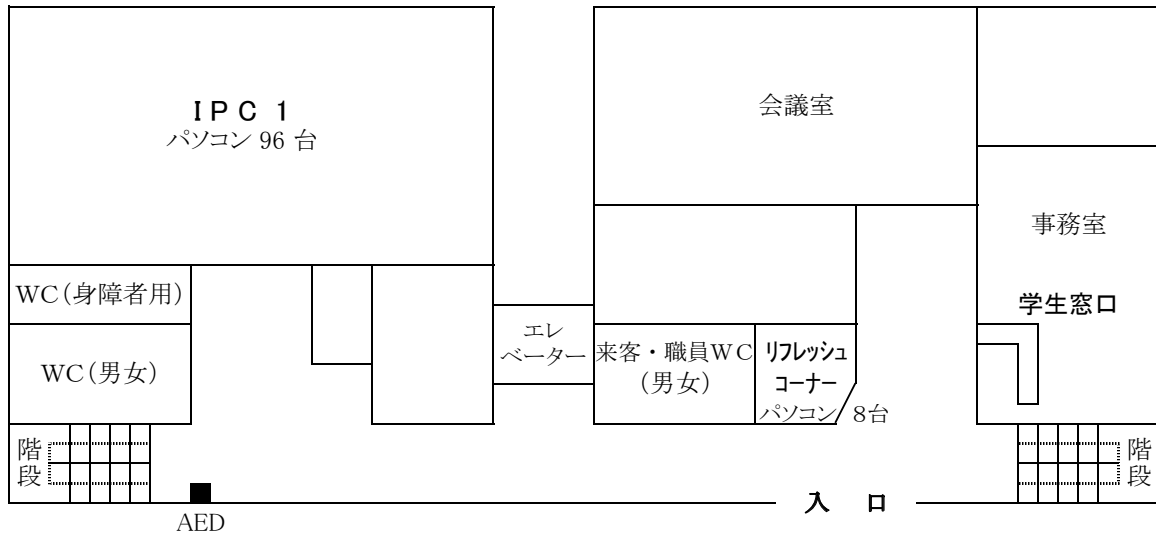 IPC 1
パソコン 96 台
会議室
事務室
学生窓口
WC(身障者用)
WC(男女)
エレ
ベーター
来客・職員WC
(男女)
リフレッシュ
コーナー
パソコン 8台
階
段
階
段
入 口
AED